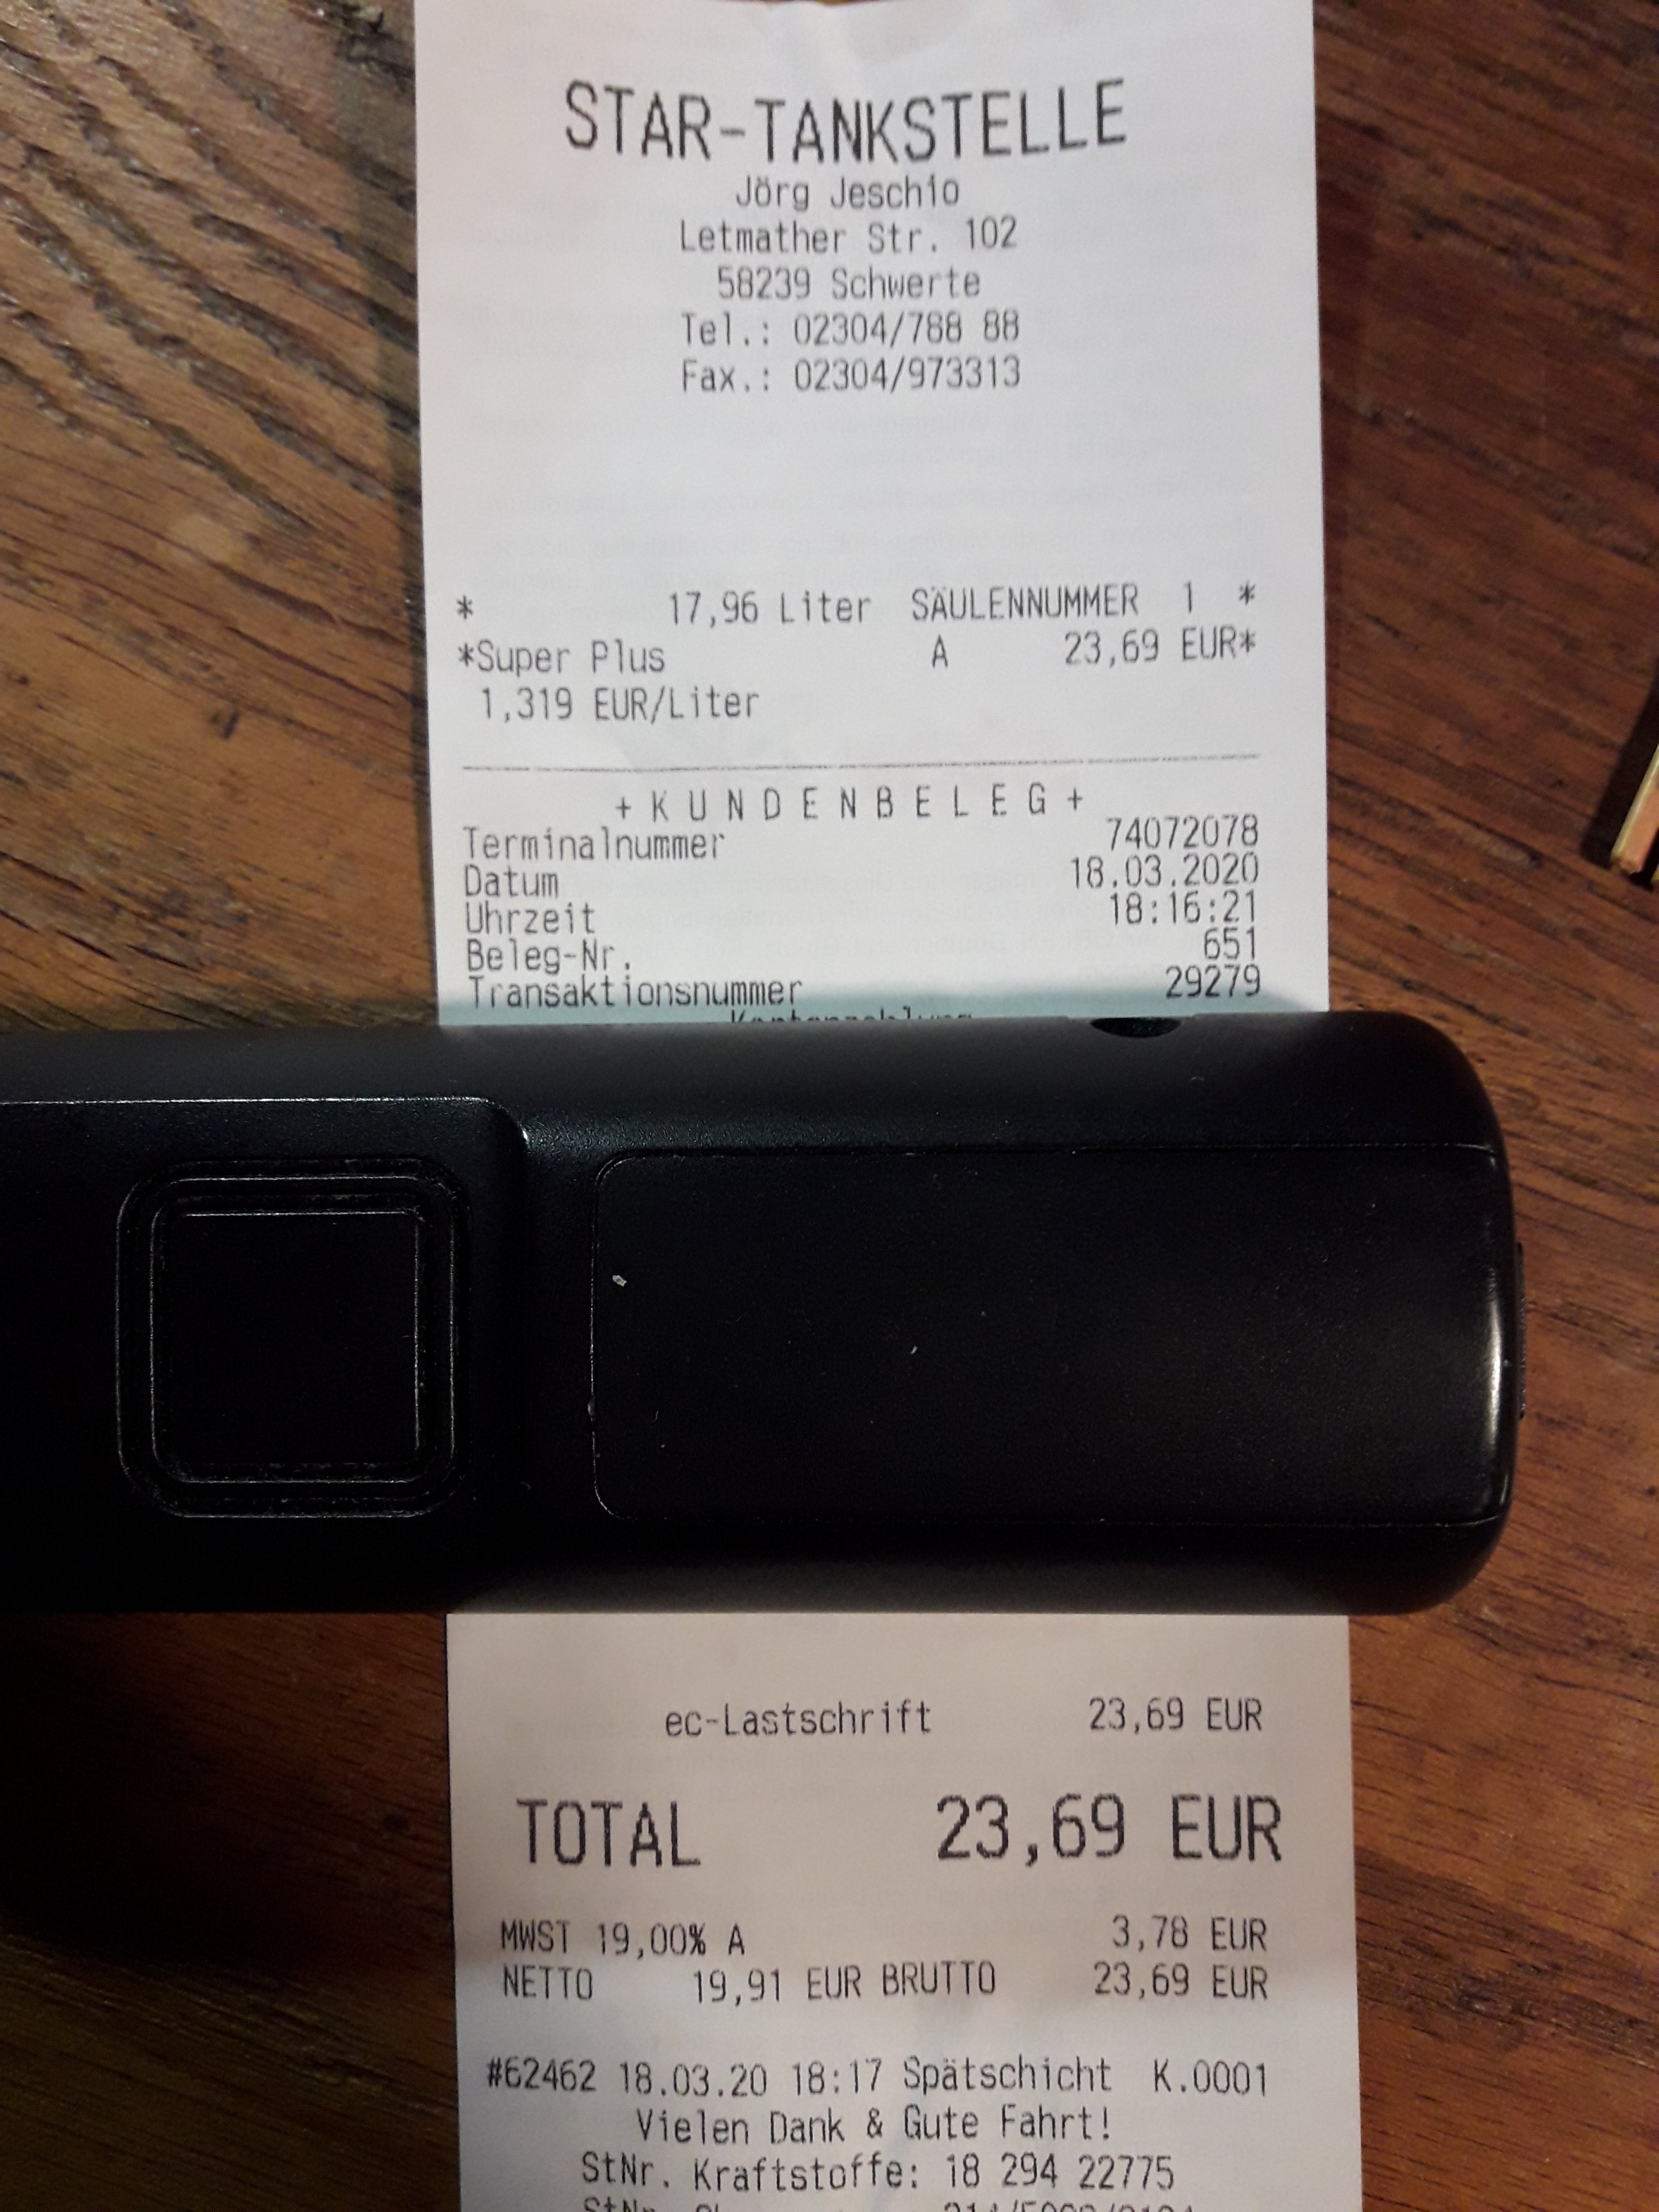 STAR-TANKSTELLE
Jörg Jeschio
Letmather Str. 102
58239 Schwerte
Tel.: 02304/788 88
Fax.: 02304/973313
* 17,96 Liter SÄULENNUMMER 1 *
*Super Plus A 23,69 EUR*
1,319 EUR/Liter
+ K U N D E N B E L E G +
Terminalnummer 74072078
Datum 18.03.2020
Uhrzeit 18:16:21
Beleg-Nr. 651
Transaktionsnummer 29279
Kartenzahlung
ec-Lastschrift 23,69 EUR
TOTAL 23,69 EUR
MWST 19,00% A 3,78 EUR
NETTO 19,91 EUR BRUTTO 23,69 EUR
#62462 18.03.20 18:17 Spätschicht K.0001
Vielen Dank & Gute Fahrt!
StNr. Kraftstoffe: 18 294 22775
StNr.